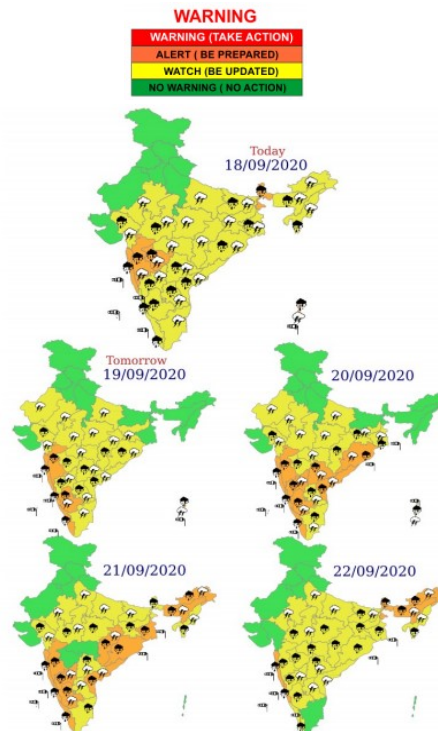 WARNING
WARNING (TAKE ACTION)
ALERT ( BE PREPARED)
WATCH (BE UPDATED)
NO WARNING ( NO ACTION)
Today
18/09/2020
Tomorrow
19/09/2020
20/09/2020
21/09/2020
22/09/2020